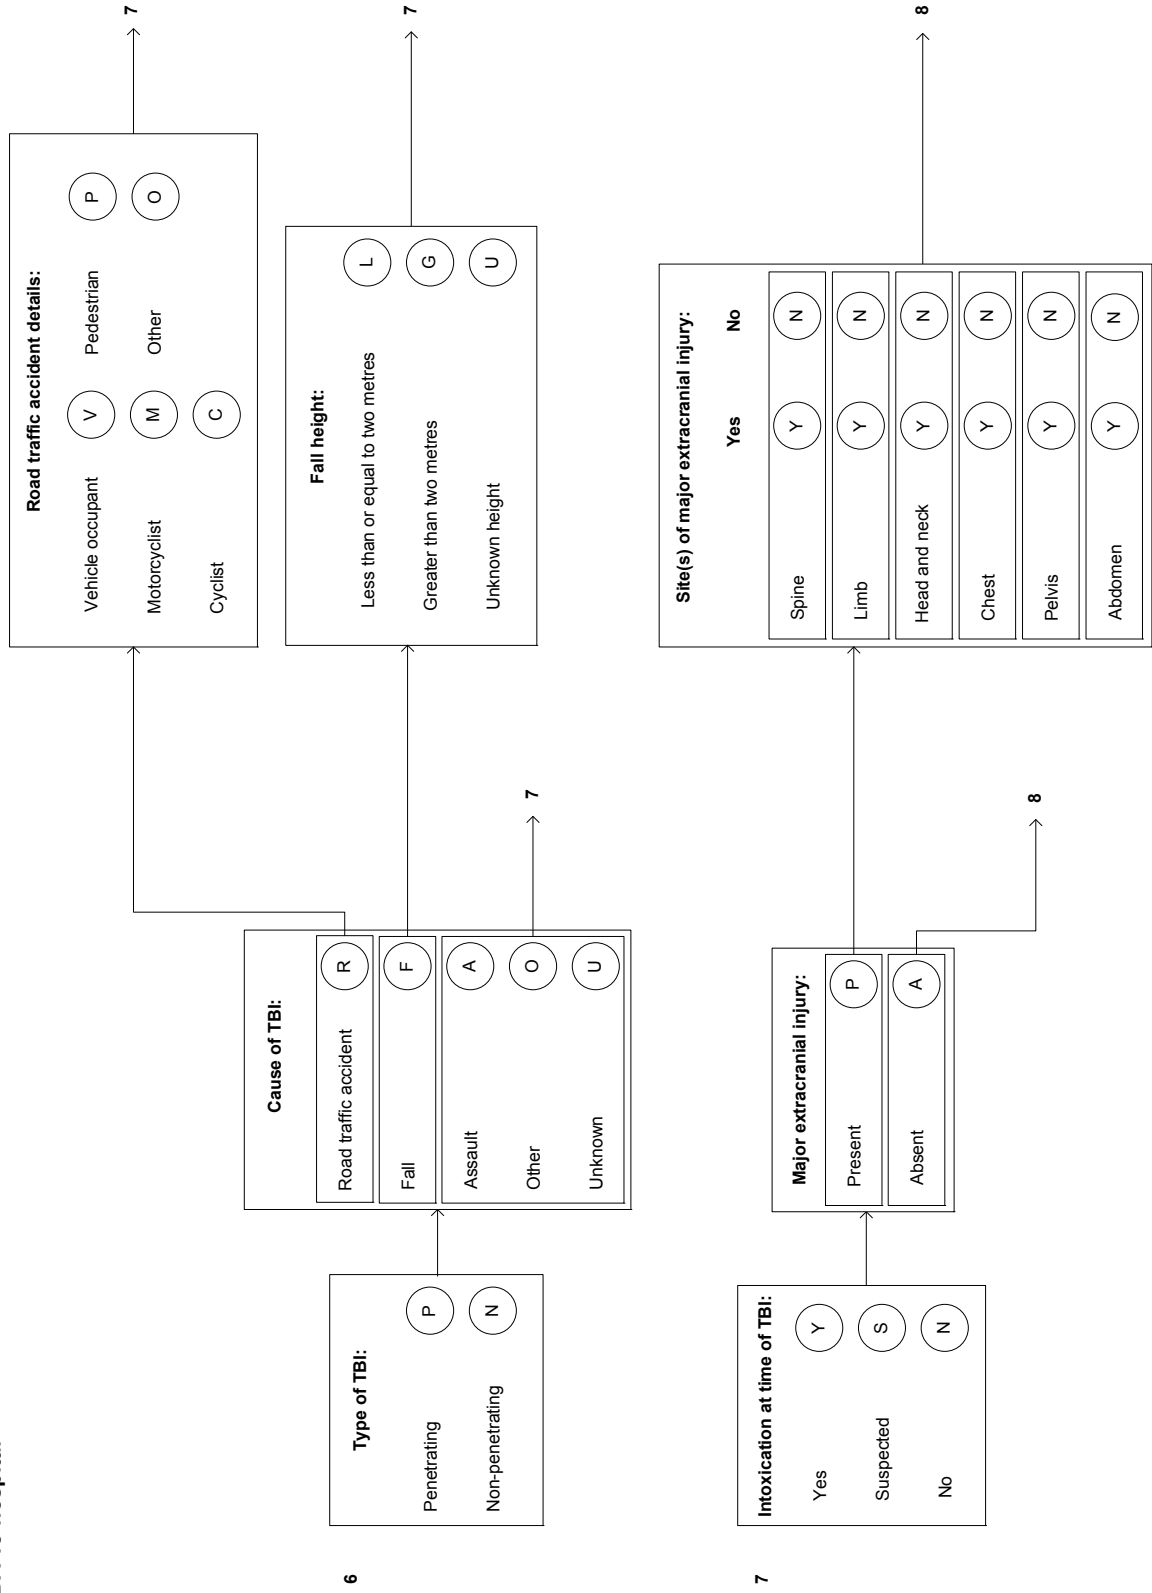 6
Type of TBI:
Penetrating P
Non-penetrating N
Cause of TBI:
Road traffic accident R
Fall F
Assault A
Other O
Unknown U
7
Road traffic accident details:
Vehicle occupant V Pedestrian P
Motorcyclist M Other O
Cyclist C
7
Fall height:
Less than or equal to two metres L
Greater than two metres G
Unknown height U
7
7
Intoxication at time of TBI:
Yes Y
Suspected S
No N
Major extracranial injury:
Present P
Absent A
8
Site(s) of major extracranial injury:
Yes No
Spine Y N
Limb Y N
Head and neck Y N
Chest Y N
Pelvis Y N
Abdomen Y N
8